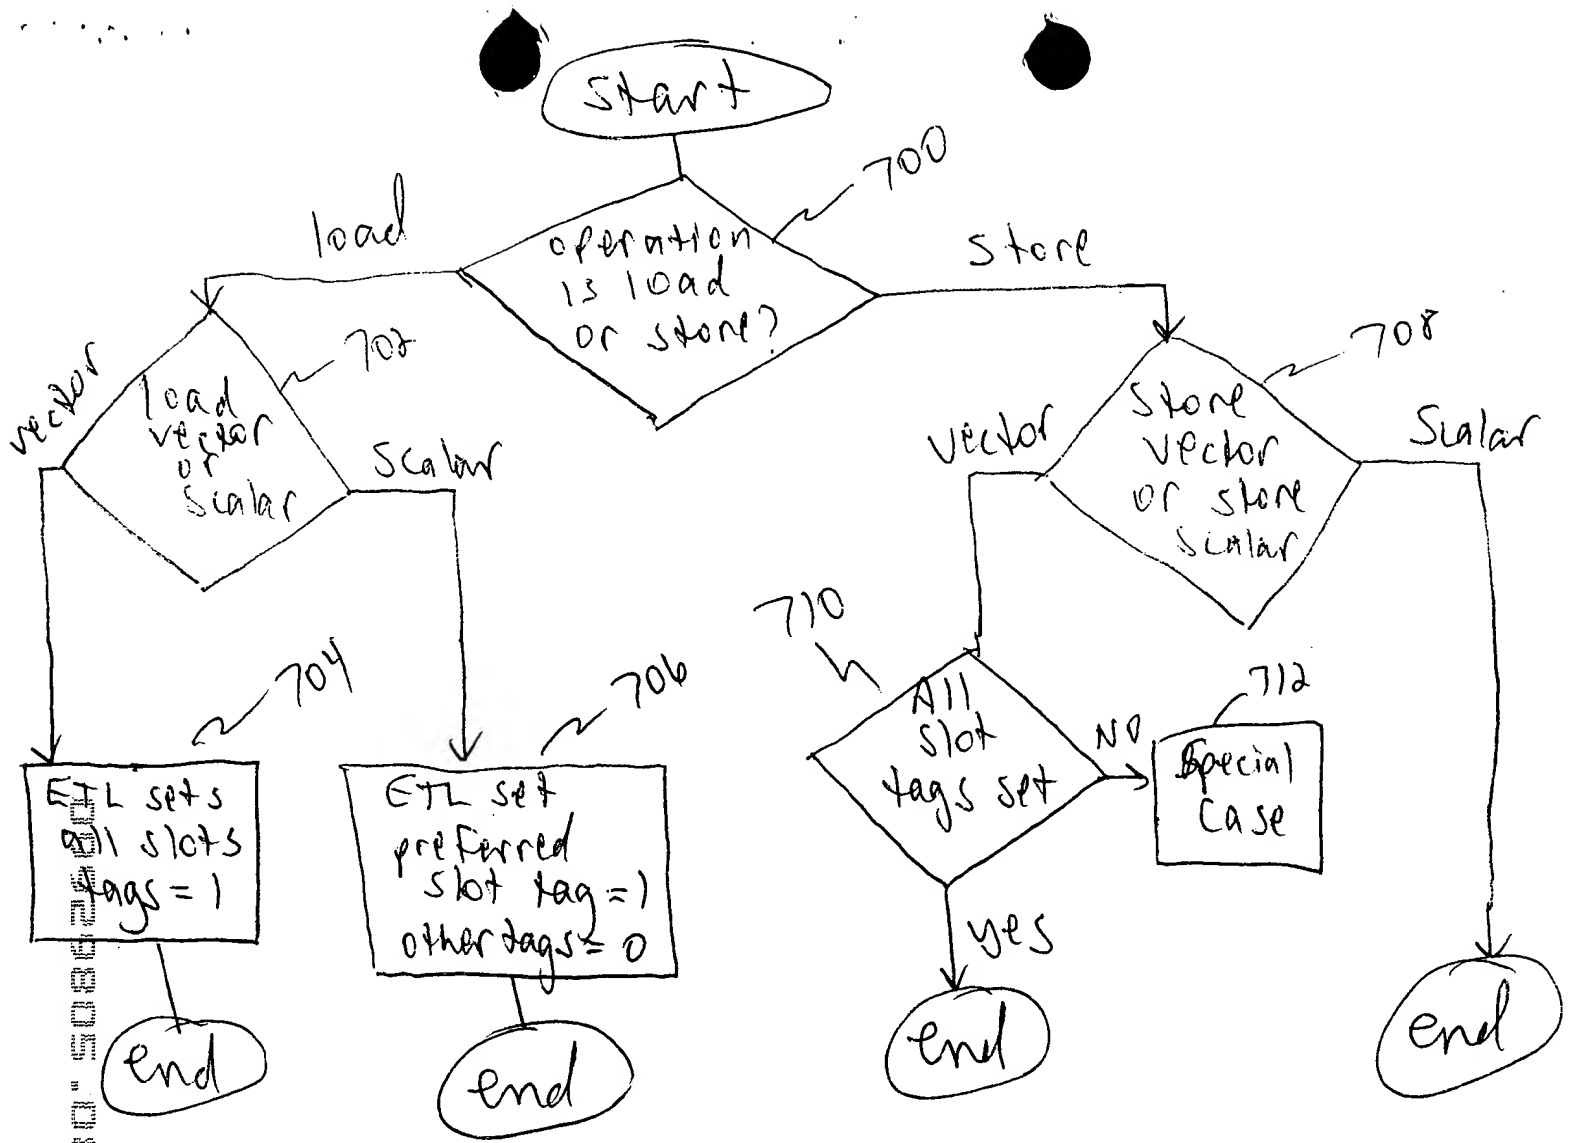 start
700
load
operation
is load
or store?
store
702
708
vector
load
vector
or
scalar
scalar
vector
store
vector
or store
scalar
Scalar
710
704
706
712
All
slot
tags set
NO
Special
Case
ETL sets
all slots
tags = 1
ETL set
preferred
slot tag = 1
other tags = 0
yes
end
end
end
end